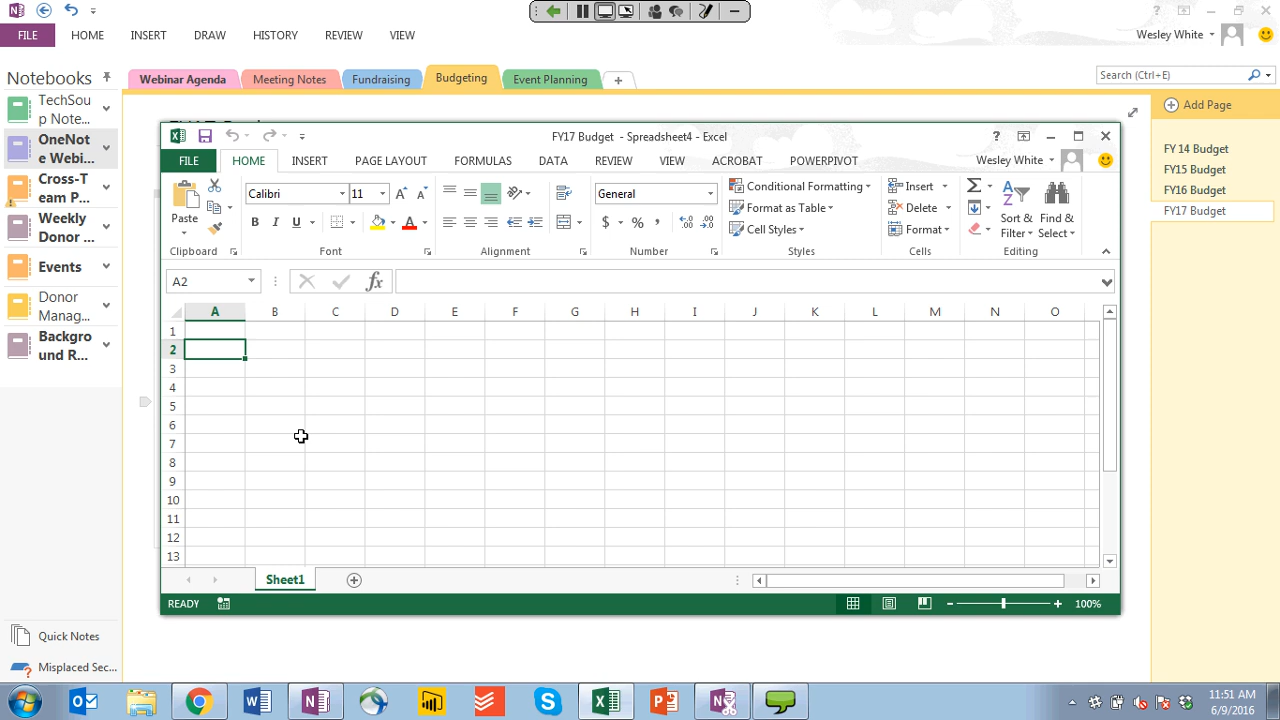 FILE HOME INSERT DRAW HISTORY REVIEW VIEW
Wesley White
Notebooks
Webinar Agenda Meeting Notes Fundraising Budgeting Event Planning
Search (Ctrl+E)
TechSou
p Note...
OneNot
e Webi...
Cross-T
eam P...
Weekly
Donor ...
Events
Donor
Manag...
Backgro
und R...
Quick Notes
Misplaced Sec...
Add Page
FY 14 Budget
FY15 Budget
FY16 Budget
FY17 Budget
FY17 Budget - Spreadsheet4 - Excel
FILE HOME INSERT PAGE LAYOUT FORMULAS DATA REVIEW VIEW ACROBAT POWERPIVOT
Wesley White
Paste
Calibri 11
B I U
General
$ % ,
Conditional Formatting
Format as Table
Cell Styles
Insert
Delete
Format
Sort &
Filter
Find &
Select
Clipboard Font Alignment Number Styles Cells Editing
A2
fx
A B C D E F G H I J K L M N O
1
2
3
4
5
6
7
8
9
10
11
12
13
Sheet1
READY
100%
11:51 AM
6/9/2016